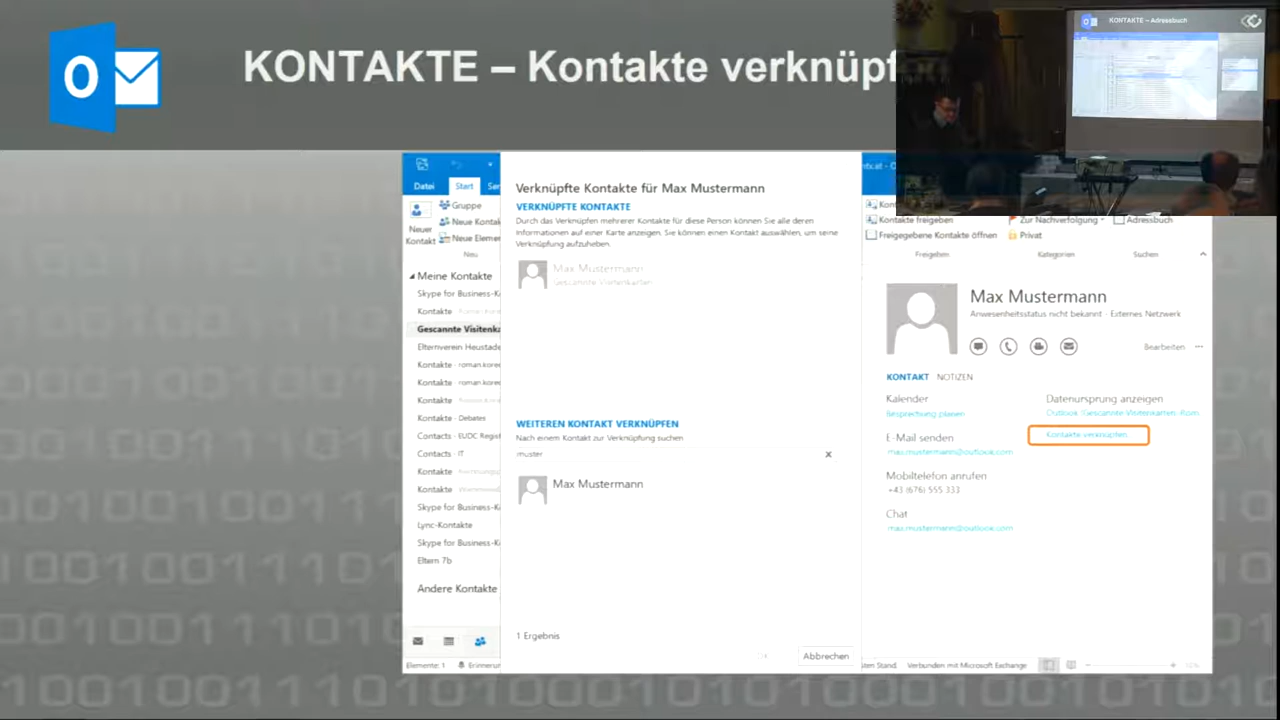 KONTAKTE – Kontakte verknüpf
KONTAKTE – Adressbuch
Datei Start
Gruppe
Neue
Neue
Neuer
Kontakt
Neu
Meine Kontakte
Skype for Business-K
Kontakte
Gescannte Visitenka
Elternverein Heustade
Kontakte - roman
Kontakte - roman
Kontakte
Kontakte - Debates
Contacts - EUDC Regis
Contacts - IT
Kontakte
Kontakte
Skype for Business-K
Lync-Kontakte
Skype for Business-K
Eltern 7b
Andere Kontakte
Elemente: 1
Verknüpfte Kontakte für Max Mustermann
VERKNÜPFTE KONTAKTE
Durch das Verknüpfen mehrerer Kontakte für diese Person können Sie alle deren
Informationen auf einer Karte anzeigen. Sie können einen Kontakt auswählen, um seine
Verknüpfung aufzuheben.
Max Mustermann
Gescannte Visitenkarten
WEITEREN KONTAKT VERKNÜPFEN
Nach einem Kontakt zur Verknüpfung suchen
muster
Max Mustermann
1 Ergebnis
Abbrechen
Kontakte freigeben
Freigegebene Kontakte öffnen
Freigeben
Zur Nachverfolgung
Privat
Kategorien
Adressbuch
Suchen
Max Mustermann
Anwesenheitsstatus nicht bekannt - Externes Netzwerk
Bearbeiten
KONTAKT NOTIZEN
Kalender
Besprechung planen
E-Mail senden
max.mustermann@outlook.com
Mobiltelefon anrufen
+43 (676) 555 333
Chat
max.mustermann@outlook.com
Datenursprung anzeigen
Outlook (Gescannte Visitenkarten -Rom
Kontakte verknüpfen
Verbunden mit Microsoft Exchange